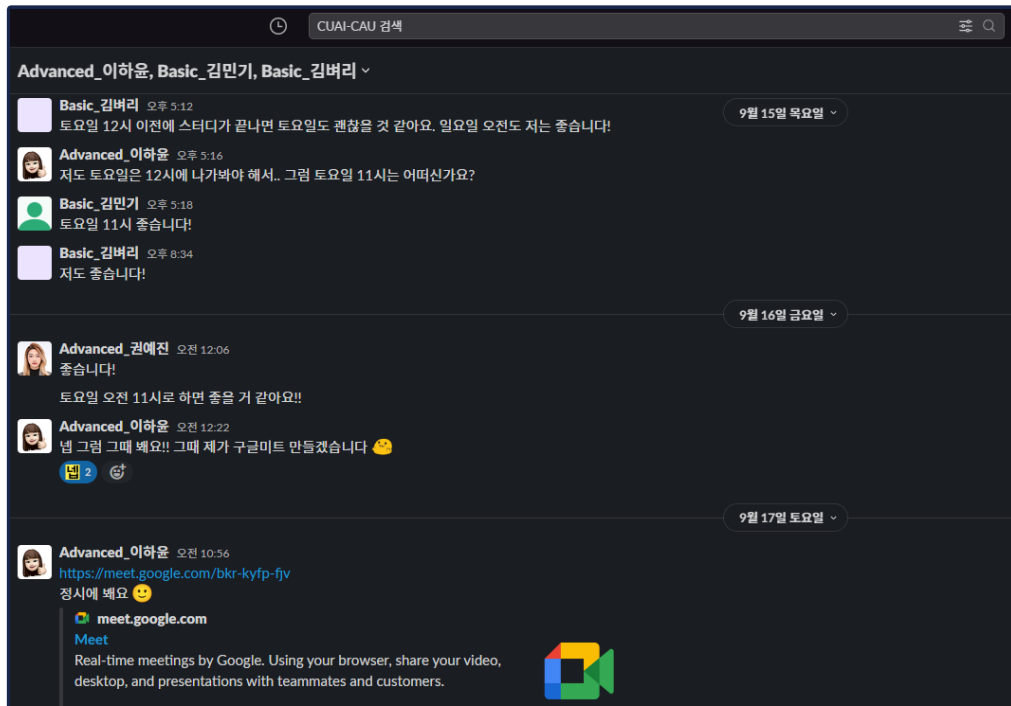 CUAI-CAU 검색
Advanced_이하윤, Basic_김민기, Basic_김벼리
9월 15일 목요일
Basic_김벼리 오후 5:12
토요일 12시 이전에 스터디가 끝나면 토요일도 괜찮을 것 같아요. 일요일 오전도 저는 좋습니다!
Advanced_이하윤 오후 5:16
저도 토요일은 12시에 나가봐야 해서.. 그럼 토요일 11시는 어떠신가요?
Basic_김민기 오후 5:18
토요일 11시 좋습니다!
Basic_김벼리 오후 8:34
저도 좋습니다!
9월 16일 금요일
Advanced_권예진 오전 12:06
좋습니다!
토요일 오전 11시로 하면 좋을 거 같아요!!
Advanced_이하윤 오전 12:22
넵 그럼 그때 봬요!! 그때 제가 구글미트 만들겠습니다
넵 2
9월 17일 토요일
Advanced_이하윤 오전 10:56
https://meet.google.com/bkr-kyfp-fjv
정시에 봬요
meet.google.com
Meet
Real-time meetings by Google. Using your browser, share your video,
desktop, and presentations with teammates and customers.